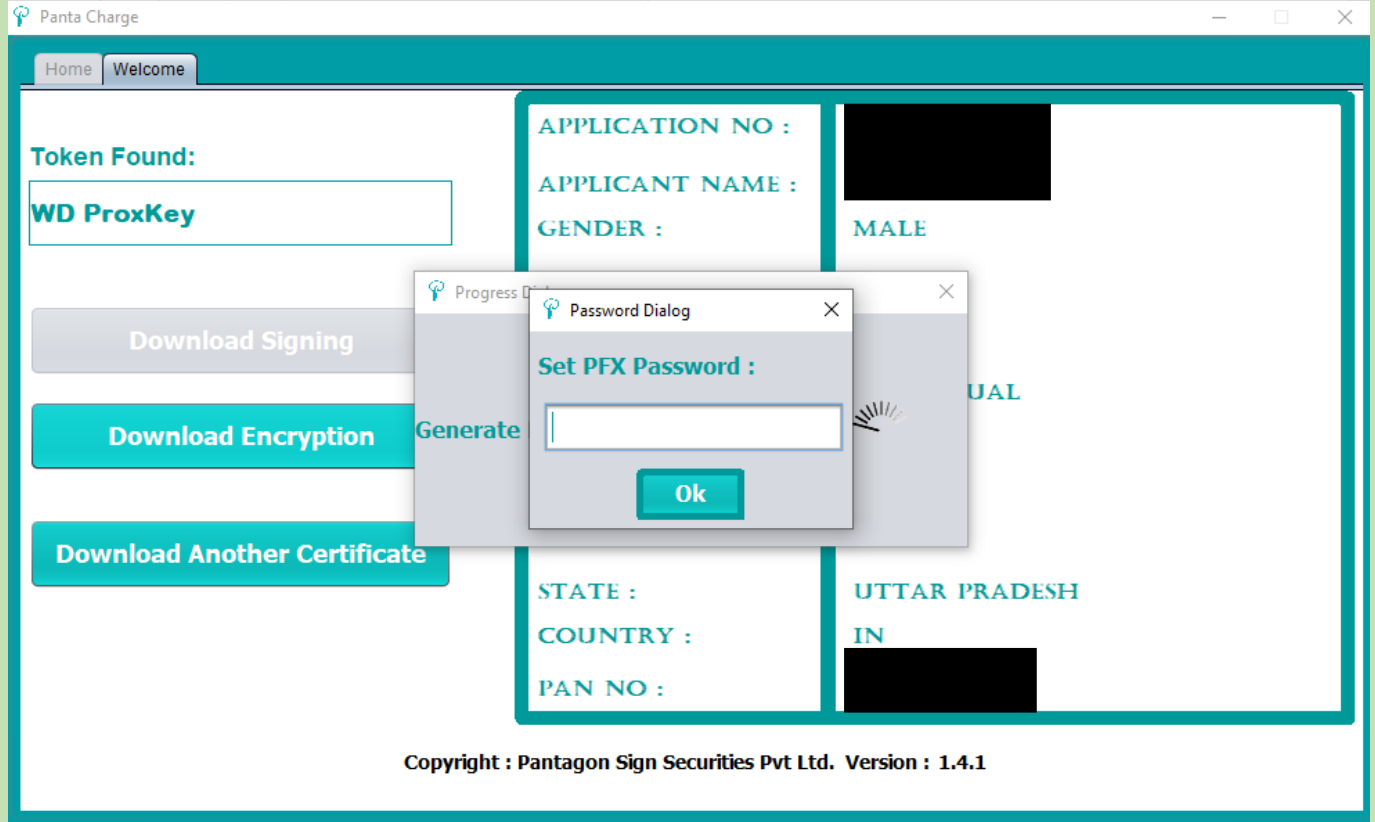 Panta Charge
Home Welcome
Token Found:
WD ProxKey
Download Signing
Download Encryption
Download Another Certificate
APPLICATION NO :
APPLICANT NAME :
GENDER : MALE
Progress
Password Dialog
Set PFX Password :
Generate
Ok
UAL
STATE : UTTAR PRADESH
COUNTRY : IN
PAN NO :
Copyright : Pantagon Sign Securities Pvt Ltd. Version : 1.4.1